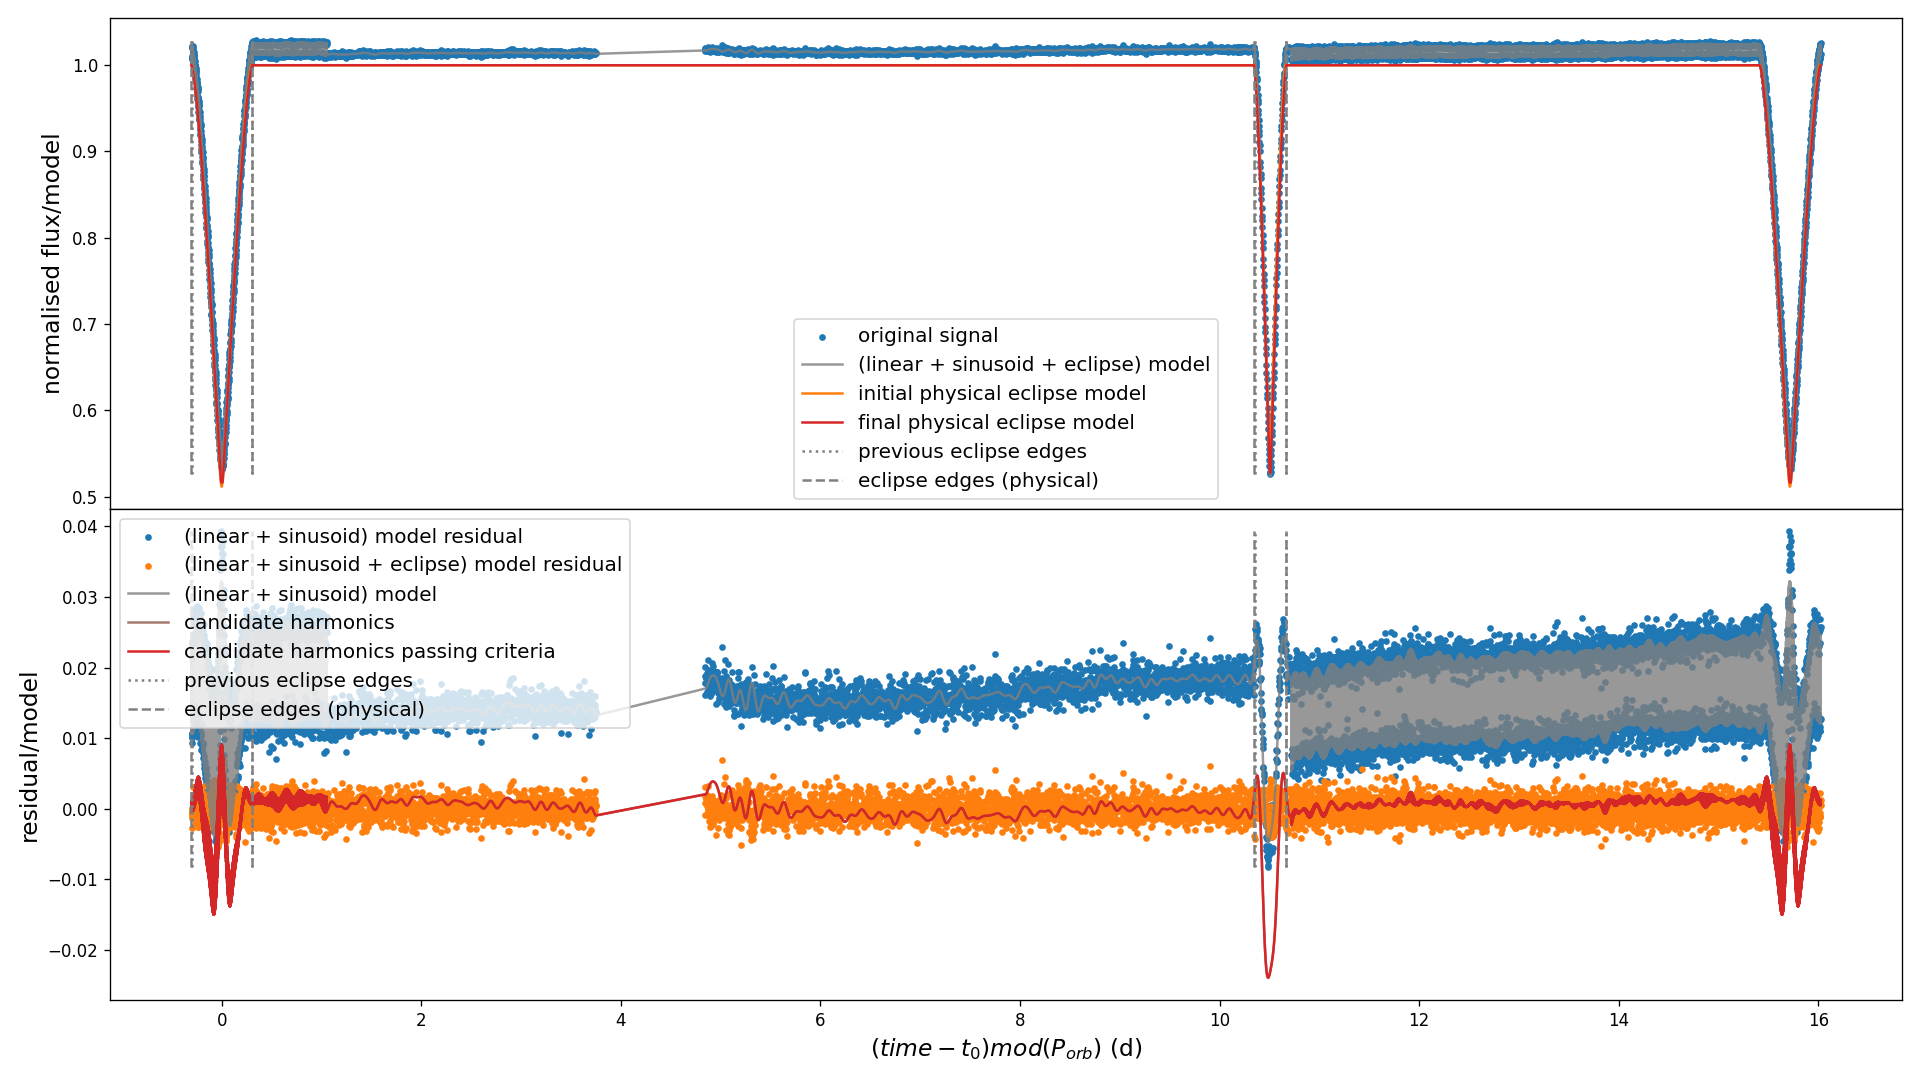 normalised flux/model
1.0
0.9
0.8
0.7
0.6
0.5
original signal
(linear + sinusoid + eclipse) model
initial physical eclipse model
final physical eclipse model
previous eclipse edges
eclipse edges (physical)
residual/model
0.04
0.03
0.02
0.01
0.00
−0.01
−0.02
(linear + sinusoid) model residual
(linear + sinusoid + eclipse) model residual
(linear + sinusoid) model
candidate harmonics
candidate harmonics passing criteria
previous eclipse edges
eclipse edges (physical)
0 2 4 6 8 10 12 14 16
(time − t₀)mod(P_orb) (d)